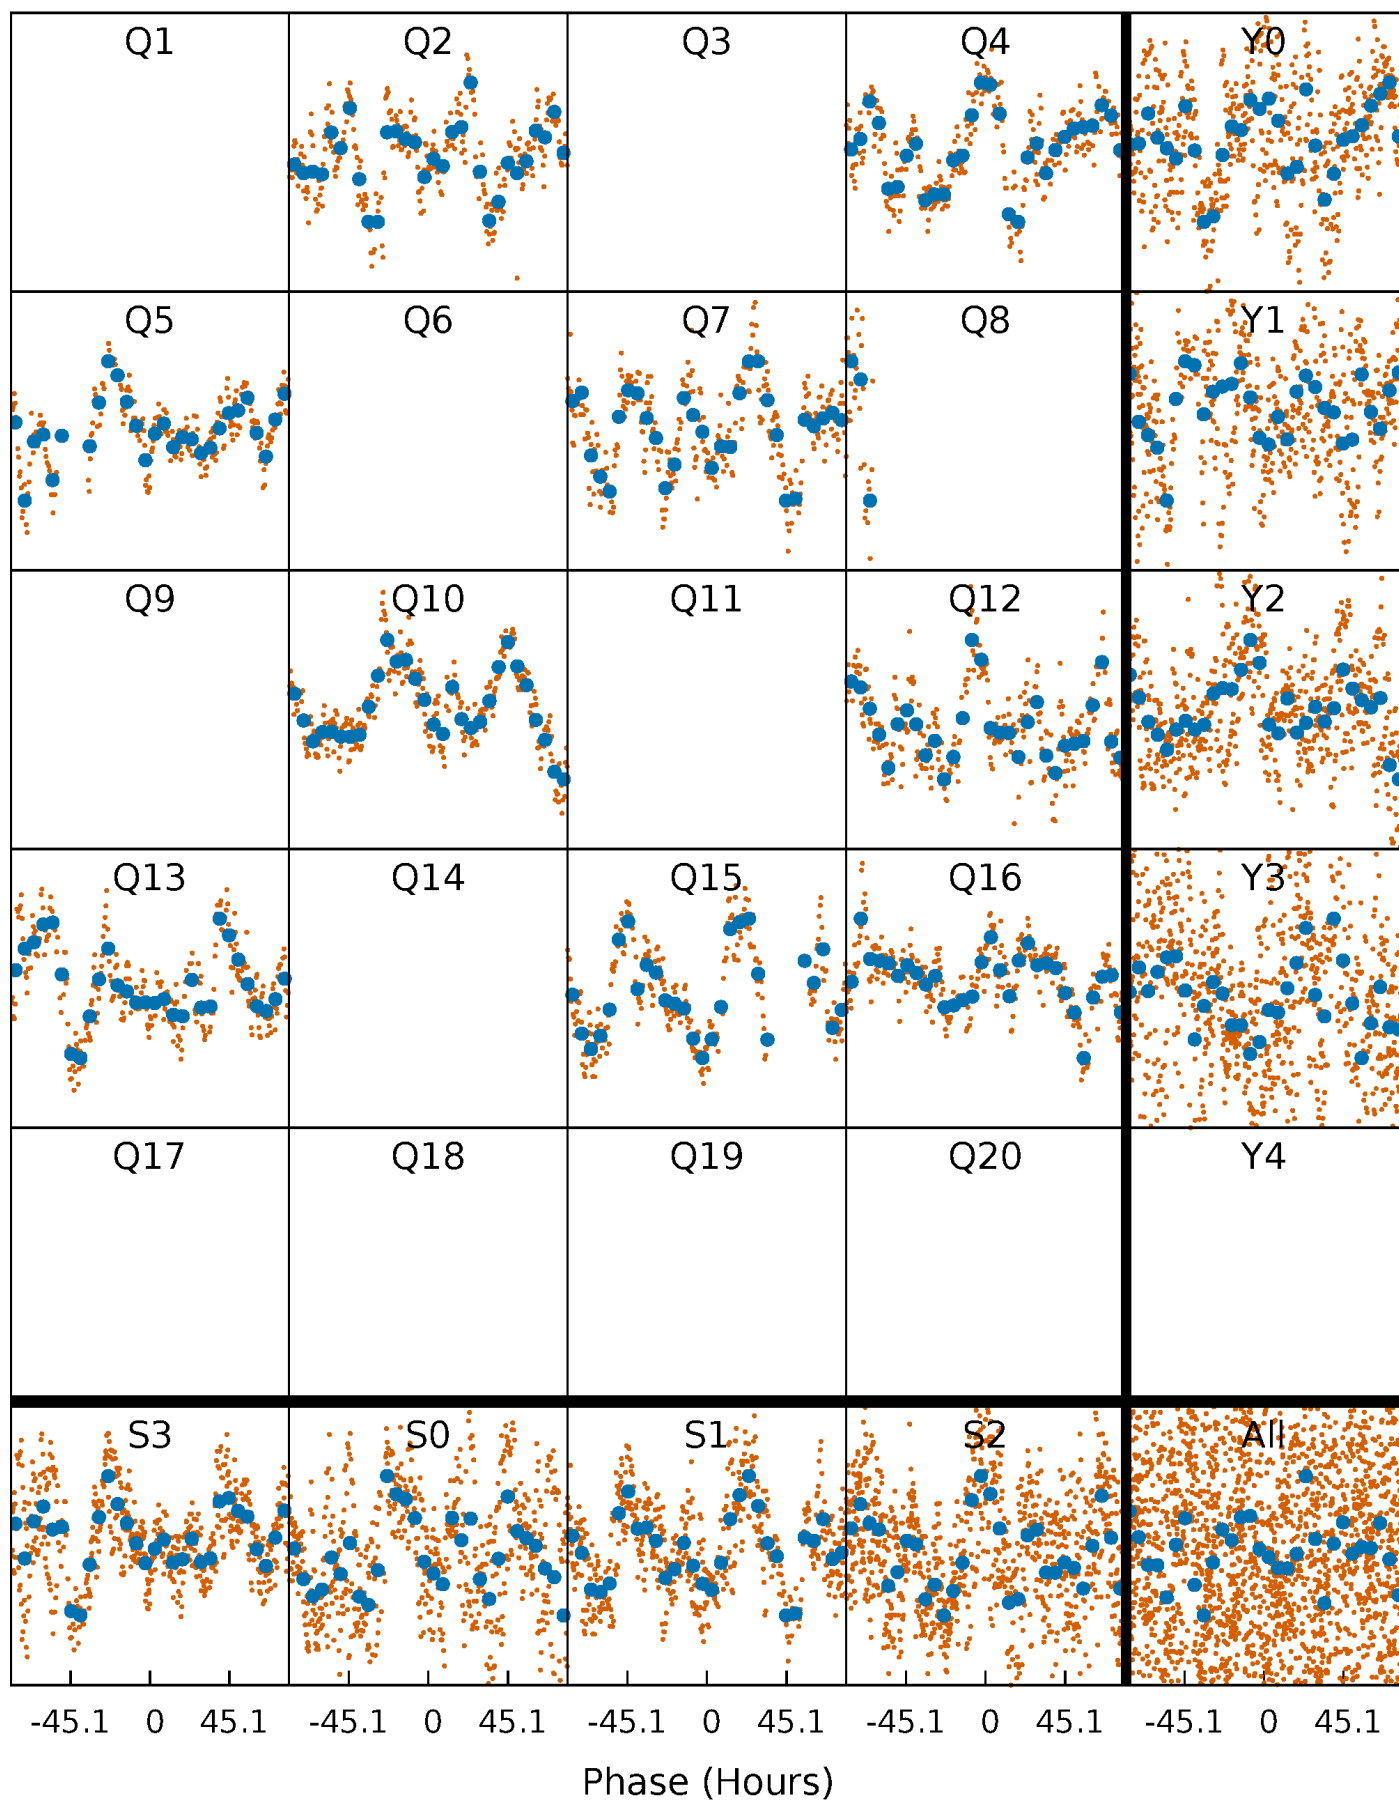 Q1 Q2 Q3 Q4 Y0
Q5 Q6 Q7 Q8 Y1
Q9 Q10 Q11 Q12 Y2
Q13 Q14 Q15 Q16 Y3
Q17 Q18 Q19 Q20 Y4
S3 S0 S1 S2 All
-45.1 0 45.1 -45.1 0 45.1 -45.1 0 45.1 -45.1 0 45.1 -45.1 0 45.1
Phase (Hours)